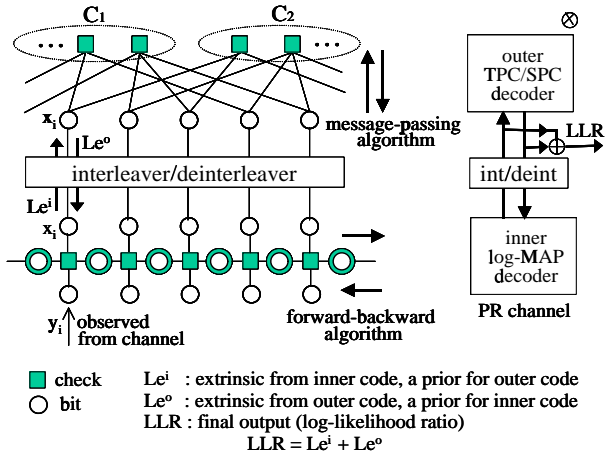 C₁
C₂
• • •
• • •
xᵢ
Leᵒ
message-passing
algorithm
interleaver/deinterleaver
Leⁱ
xᵢ
yᵢ
observed
from channel
forward-backward
algorithm
outer
TPC/SPC
decoder
LLR
int/deint
inner
log-MAP
decoder
PR channel
check
bit
Leⁱ : extrinsic from inner code, a prior for outer code
Leᵒ : extrinsic from outer code, a prior for inner code
LLR : final output (log-likelihood ratio)
LLR = Leⁱ + Leᵒ